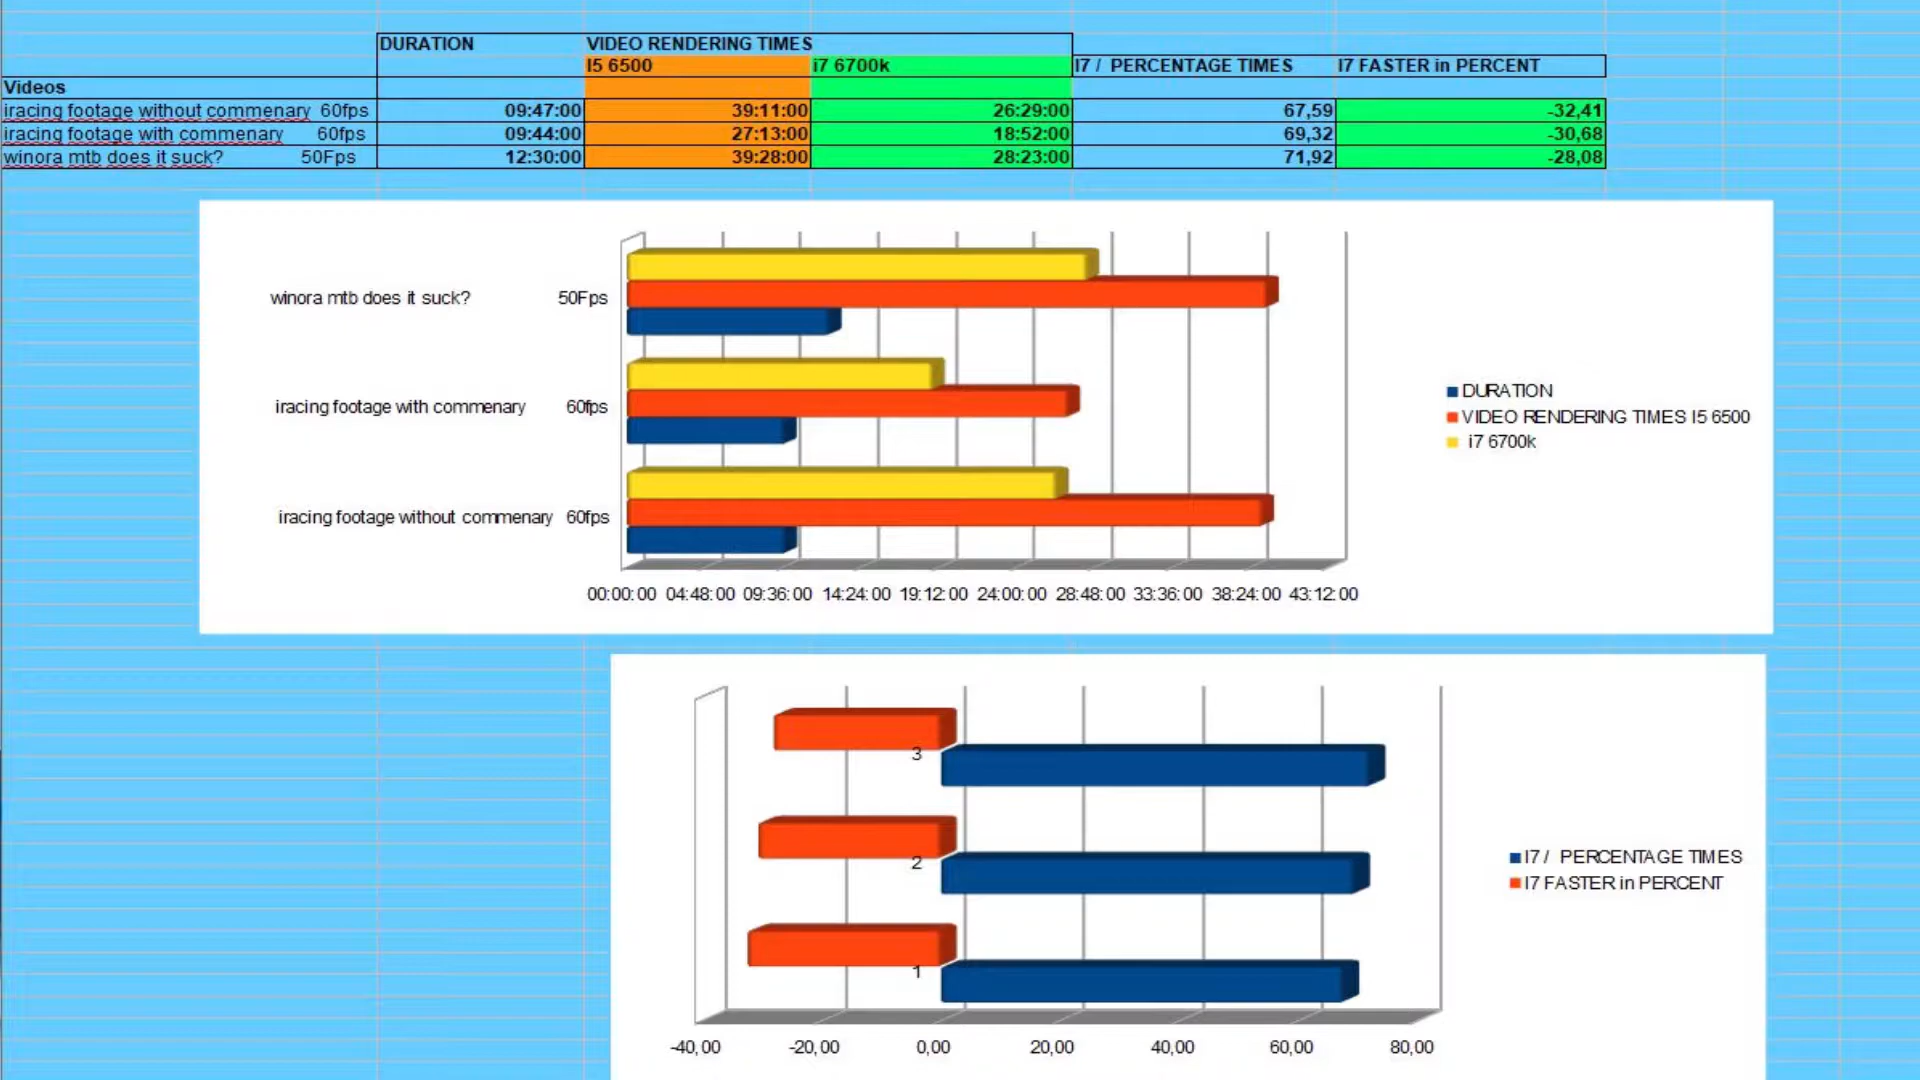 DURATION VIDEO RENDERING TIMES
I5 6500 i7 6700k I7 / PERCENTAGE TIMES I7 FASTER in PERCENT
Videos
iracing footage without commenary 60fps 09:47:00 39:11:00 26:29:00 67,59 -32,41
iracing footage with commenary 60fps 09:44:00 27:13:00 18:52:00 69,32 -30,68
winora mtb does it suck? 50Fps 12:30:00 39:28:00 28:23:00 71,92 -28,08
winora mtb does it suck? 50Fps
iracing footage with commenary 60fps
iracing footage without commenary 60fps
00:00:00 04:48:00 09:36:00 14:24:00 19:12:00 24:00:00 28:48:00 33:36:00 38:24:00 43:12:00
DURATION
VIDEO RENDERING TIMES I5 6500
i7 6700k
3
2
1
-40,00 -20,00 0,00 20,00 40,00 60,00 80,00
I7 / PERCENTAGE TIMES
I7 FASTER in PERCENT